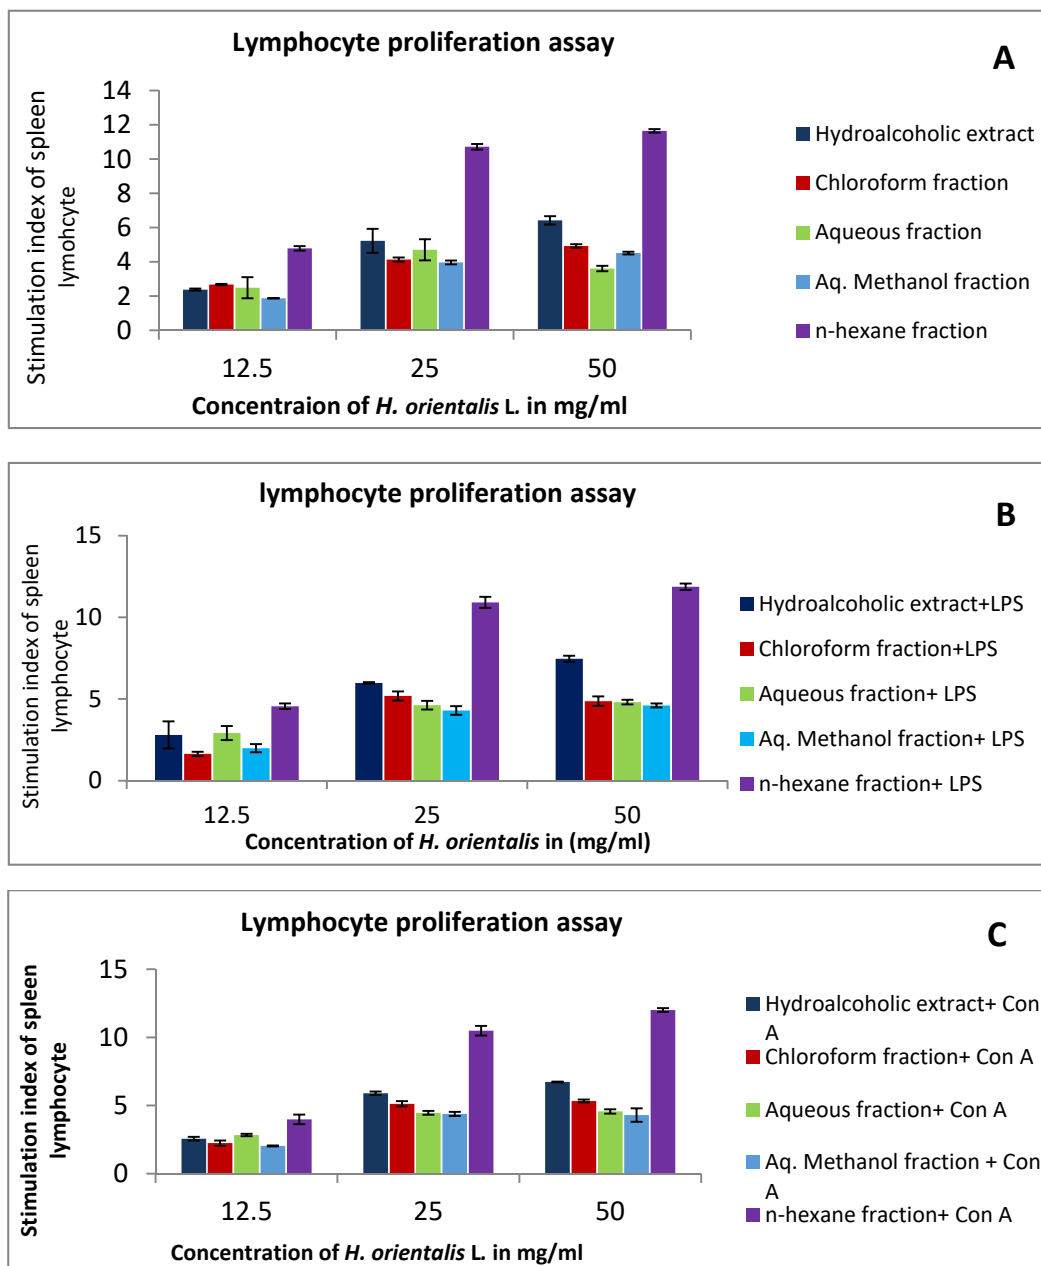 Lymphocyte proliferation assay
A
Stimulation index of spleen
lymohcyte
14
12
10
8
6
4
2
0
12.5
25
50
Concentraion of H. orientalis L. in mg/ml
Hydroalcoholic extract
Chloroform fraction
Aqueous fraction
Aq. Methanol fraction
n-hexane fraction
lymphocyte proliferation assay
B
Stimulation index of spleen
lymphocyte
15
10
5
0
12.5
25
50
Concentration of H. orientalis in (mg/ml)
Hydroalcoholic extract+LPS
Chloroform fraction+LPS
Aqueous fraction+ LPS
Aq. Methanol fraction+ LPS
n-hexane fraction+ LPS
Lymphocyte proliferation assay
C
Stimulation index of spleen
lymphocyte
15
10
5
0
12.5
25
50
Concentration of H. orientalis L. in mg/ml
Hydroalcoholic extract+ Con
A
Chloroform fraction+ Con A
Aqueous fraction+ Con A
Aq. Methanol fraction + Con
A
n-hexane fraction+ Con A